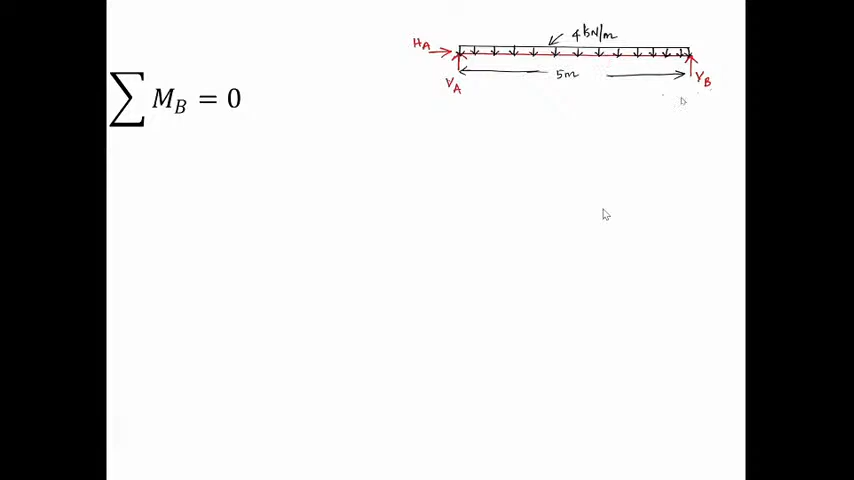 4 kN/m
H_A
5m
V_A
V_B
∑ M_B = 0